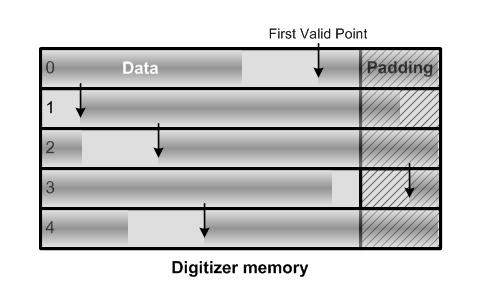 First Valid Point
0 Data Padding
1
2
3
4
Digitizer memory